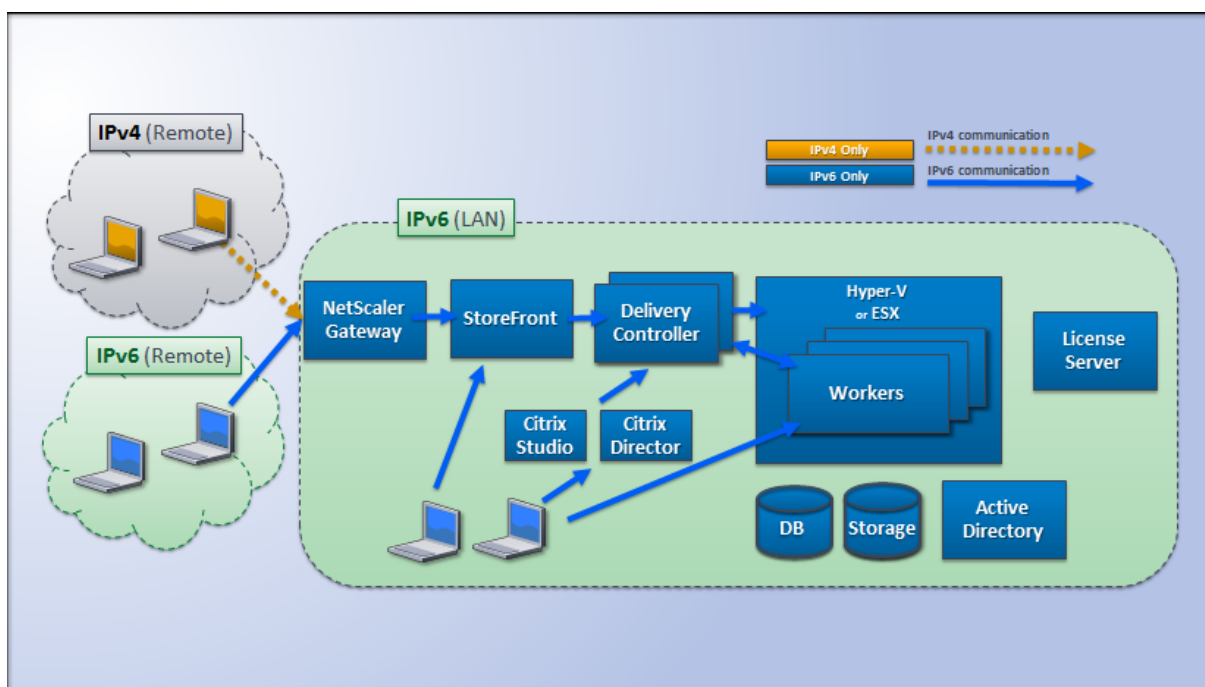 IPv4 (Remote)
IPv4 communication
IPv4 Only
IPv6 communication
IPv6 Only
IPv6 (LAN)
NetScaler
Gateway
StoreFront
Delivery
Controller
Hyper-V
or ESX
Workers
License
Server
IPv6 (Remote)
Citrix
Studio
Citrix
Director
DB
Storage
Active
Directory